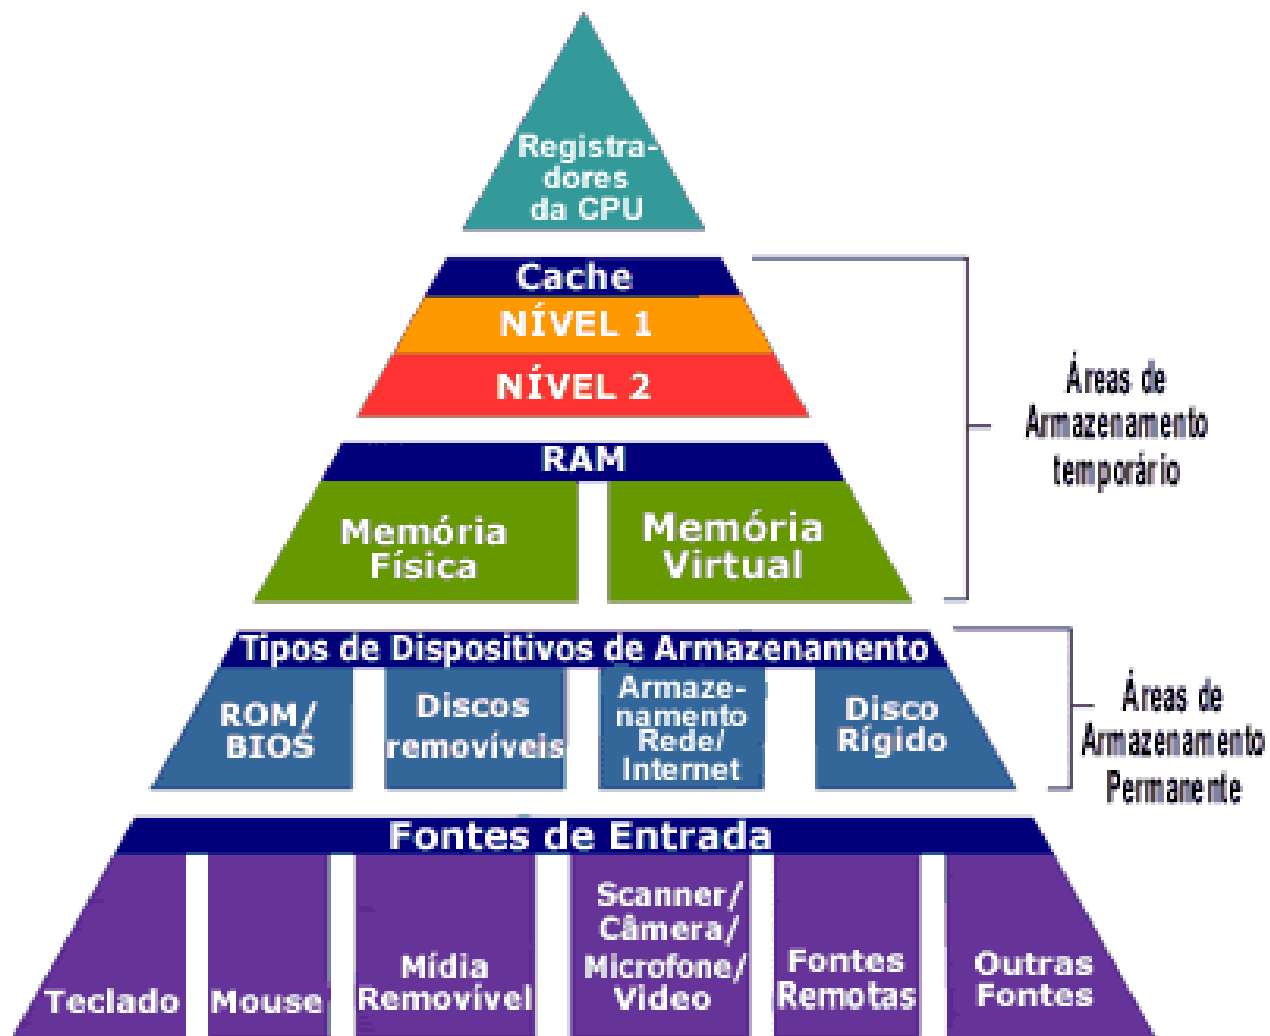 Registra-
dores
da CPU
Cache
NÍVEL 1
NÍVEL 2
RAM
Memória
Física
Memória
Virtual
Áreas de
Armazenamento
temporário
Tipos de Dispositivos de Armazenamento
ROM/
BIOS
Discos
removíveis
Armaze-
namento
Rede/
Internet
Disco
Rígido
Áreas de
Armazenamento
Permanente
Fontes de Entrada
Teclado
Mouse
Mídia
Removível
Scanner/
Câmera/
Microfone/
Video
Fontes
Remotas
Outras
Fontes